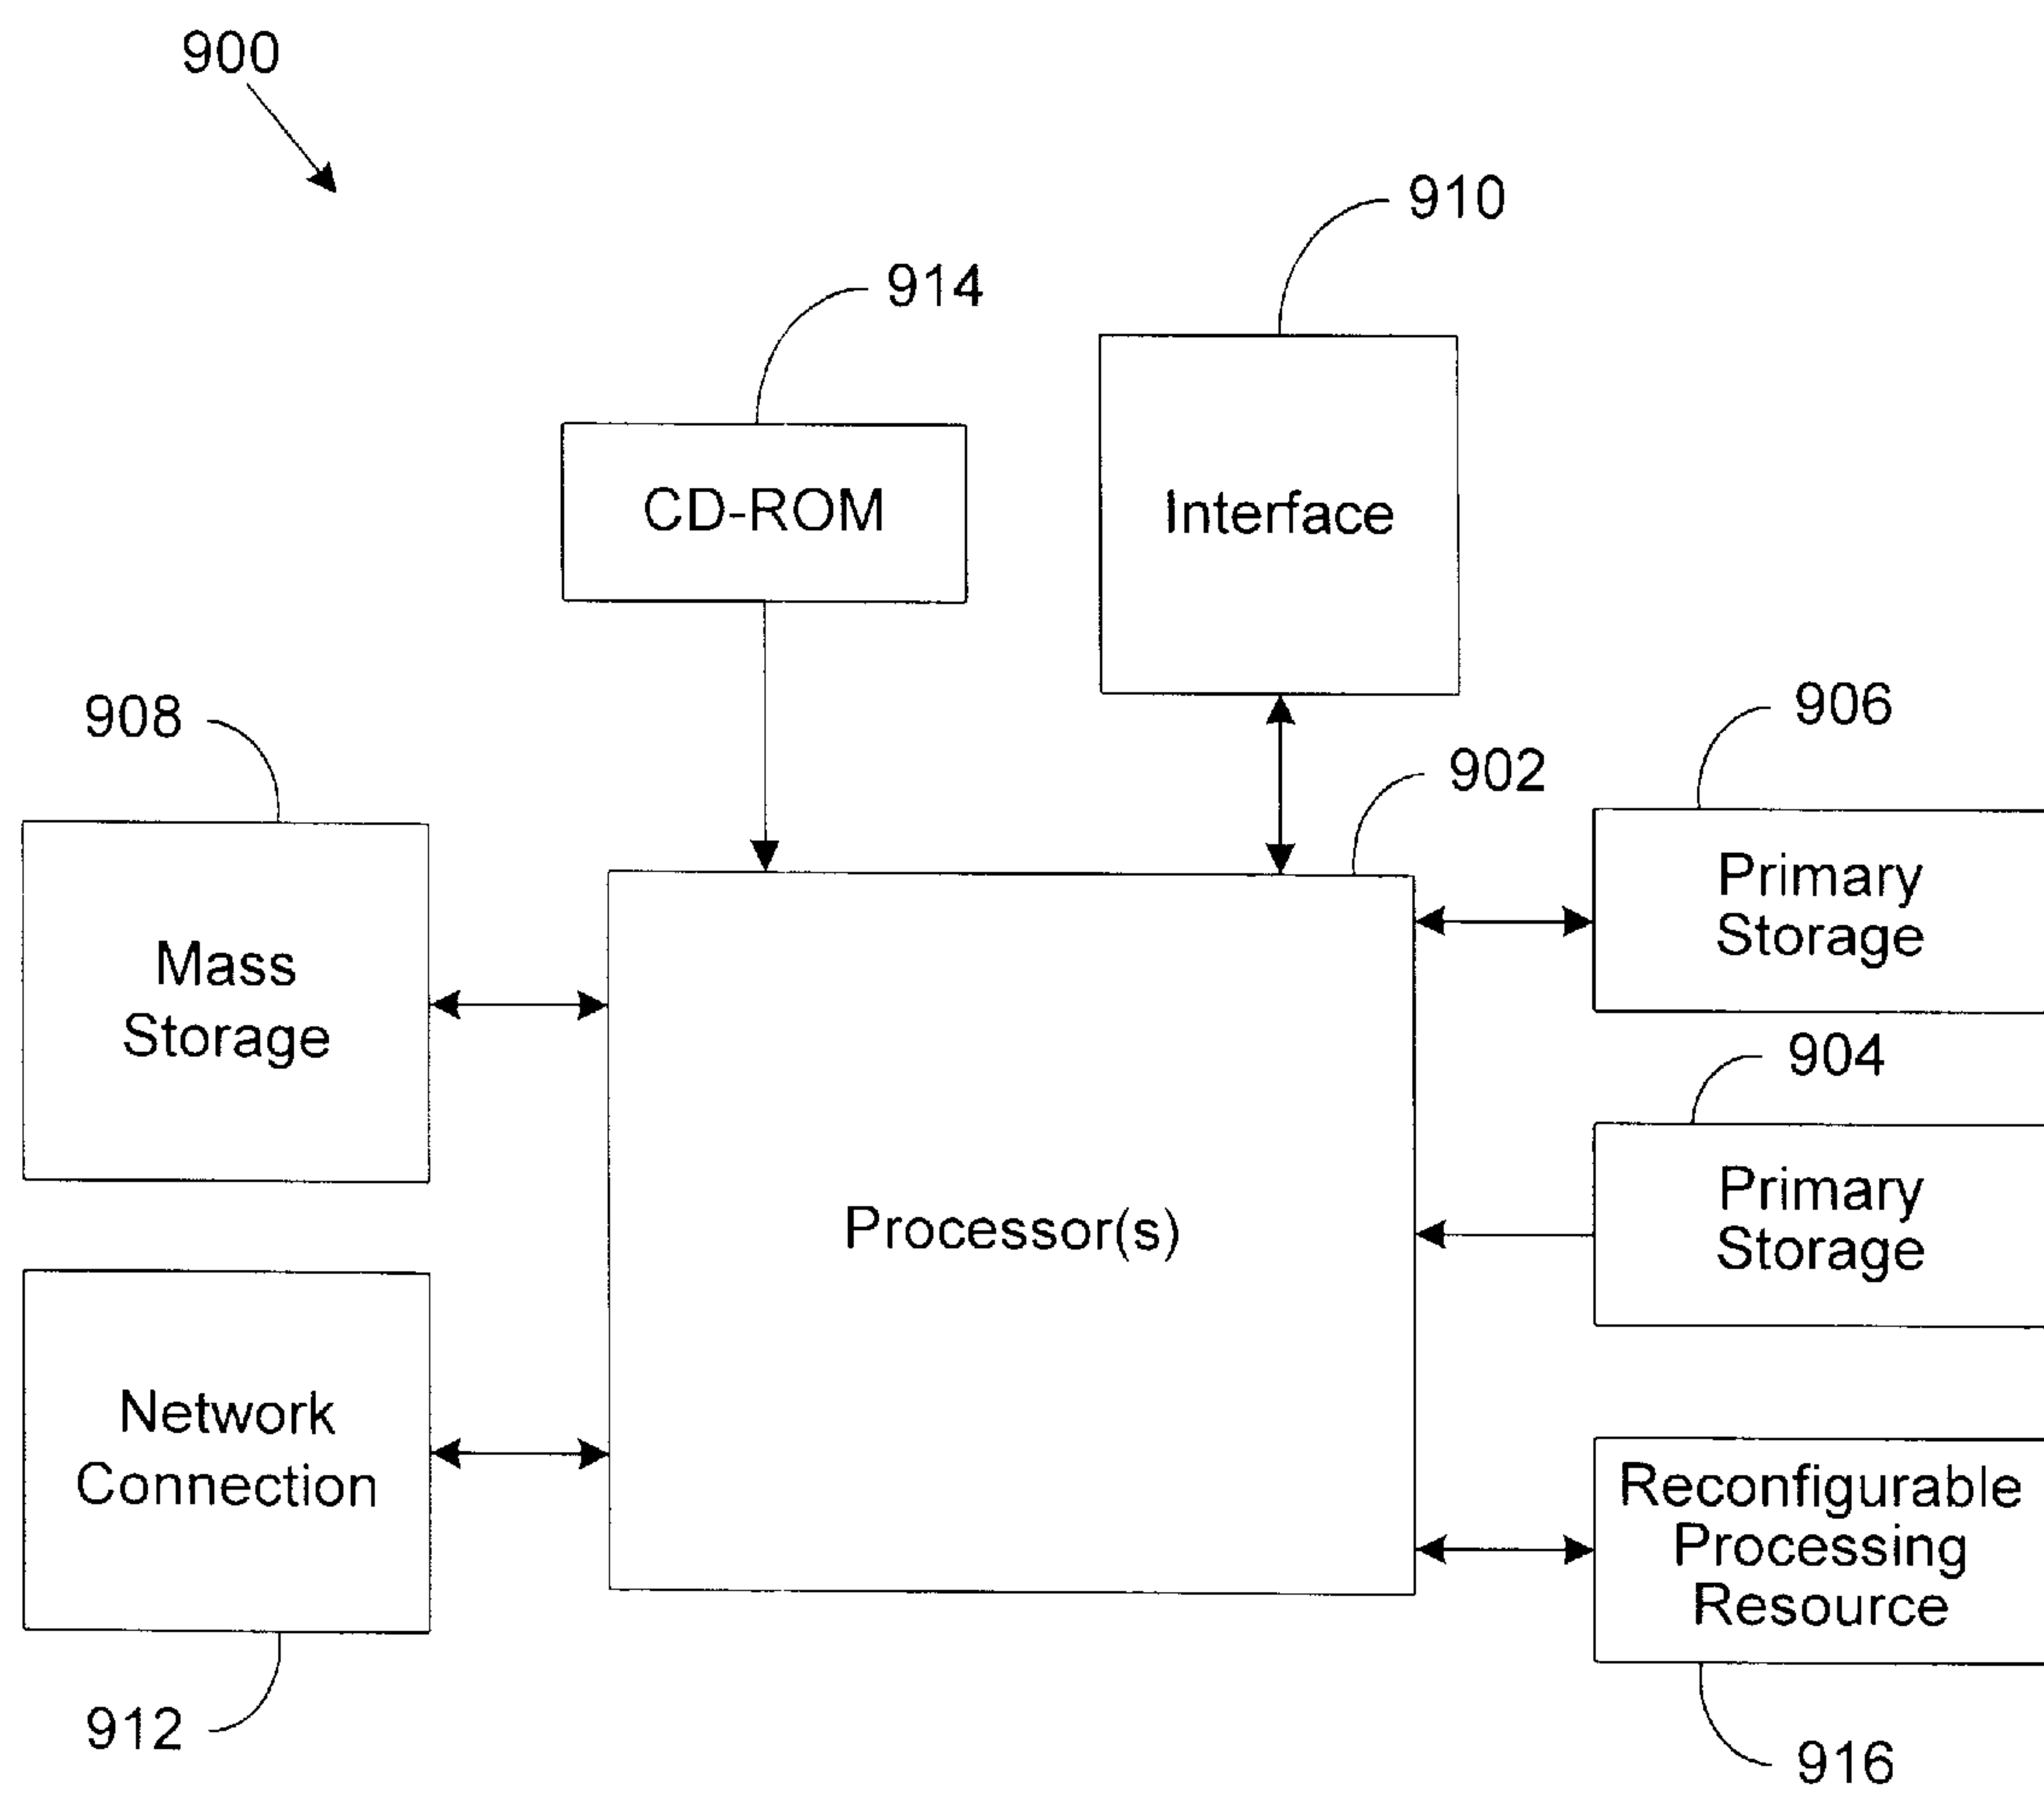 900
910
914
CD-ROM
Interface
908
906
902
Primary
Storage
Mass
Storage
904
Primary
Storage
Processor(s)
Network
Connection
Reconfigurable
Processing
Resource
912
916